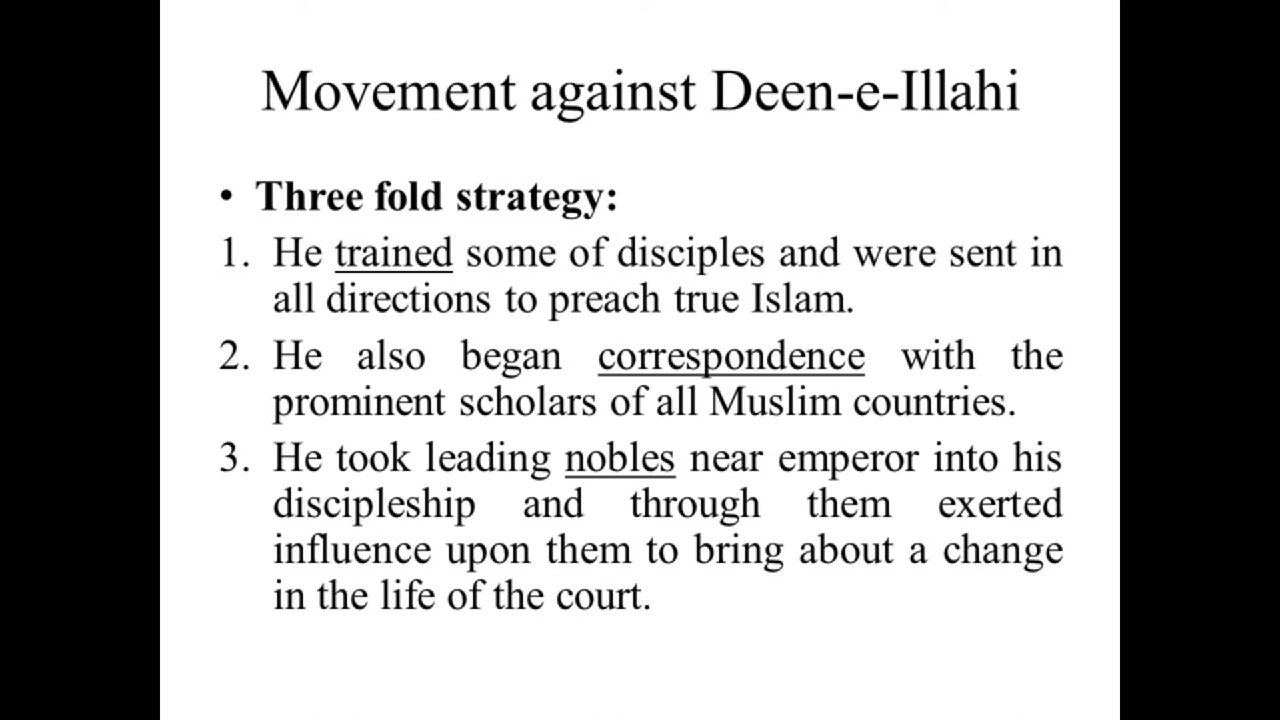 Movement against Deen-e-Illahi
• Three fold strategy:
1. He trained some of disciples and were sent in
all directions to preach true Islam.
2. He also began correspondence with the
prominent scholars of all Muslim countries.
3. He took leading nobles near emperor into his
discipleship and through them exerted
influence upon them to bring about a change
in the life of the court.